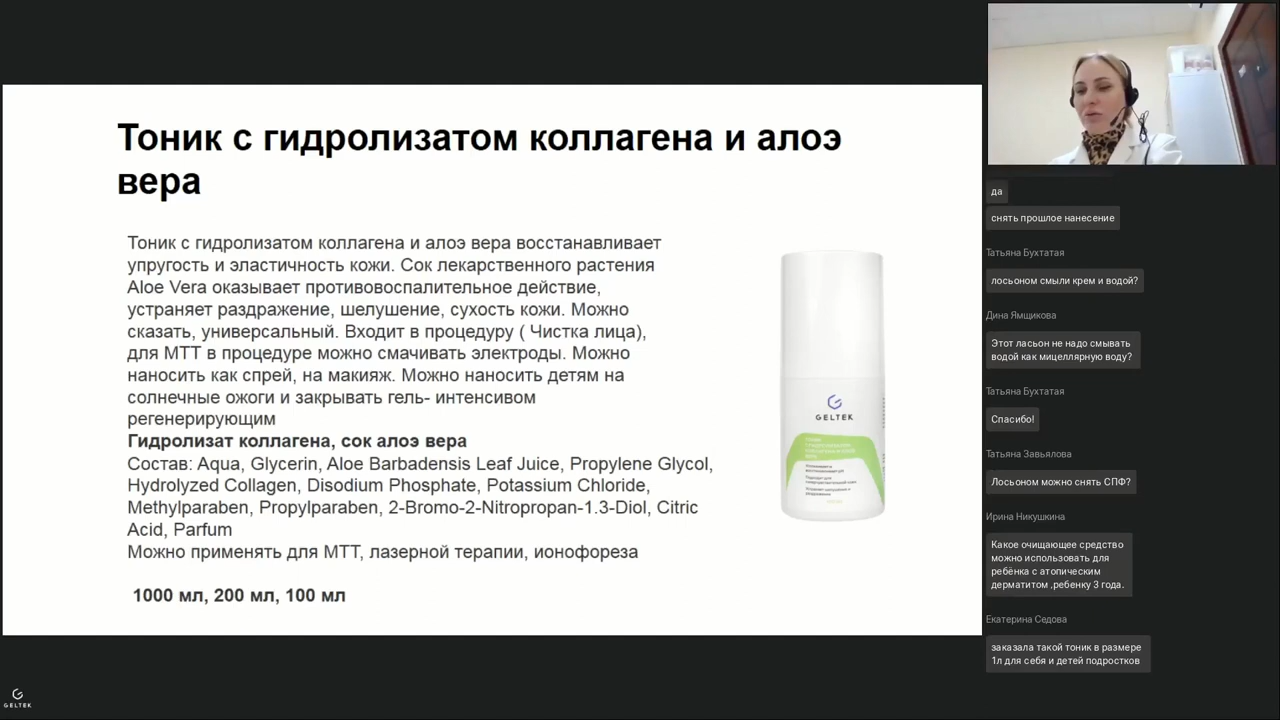 Тоник с гидролизатом коллагена и алоэ
вера
Тоник с гидролизатом коллагена и алоэ вера восстанавливает
упругость и эластичность кожи. Сок лекарственного растения
Aloe Vera оказывает противовоспалительное действие,
устраняет раздражение, шелушение, сухость кожи. Можно
сказать, универсальный. Входит в процедуру ( Чистка лица),
для МТТ в процедуре можно смачивать электроды. Можно
наносить как спрей, на макияж. Можно наносить детям на
солнечные ожоги и закрывать гель- интенсивом
регенерирующим
Гидролизат коллагена, сок алоэ вера
Состав: Aqua, Glycerin, Aloe Barbadensis Leaf Juice, Propylene Glycol,
Hydrolyzed Collagen, Disodium Phosphate, Potassium Chloride,
Methylparaben, Propylparaben, 2-Bromo-2-Nitropropan-1.3-Diol, Citric
Acid, Parfum
Можно применять для МТТ, лазерной терапии, ионофореза
1000 мл, 200 мл, 100 мл
GELTEK
да
снять прошлое нанесение
Татьяна Бухтатая
лосьоном смыли крем и водой?
Дина Ямщикова
Этот ласьон не надо смывать
водой как мицеллярную воду?
Татьяна Бухтатая
Спасибо!
Татьяна Завьялова
Лосьоном можно снять СПФ?
Ирина Никушкина
Какое очищающее средство
можно использовать для
ребёнка с атопическим
дерматитом ,ребенку 3 года.
Екатерина Седова
заказала такой тоник в размере
1л для себя и детей подростков
GELTEK